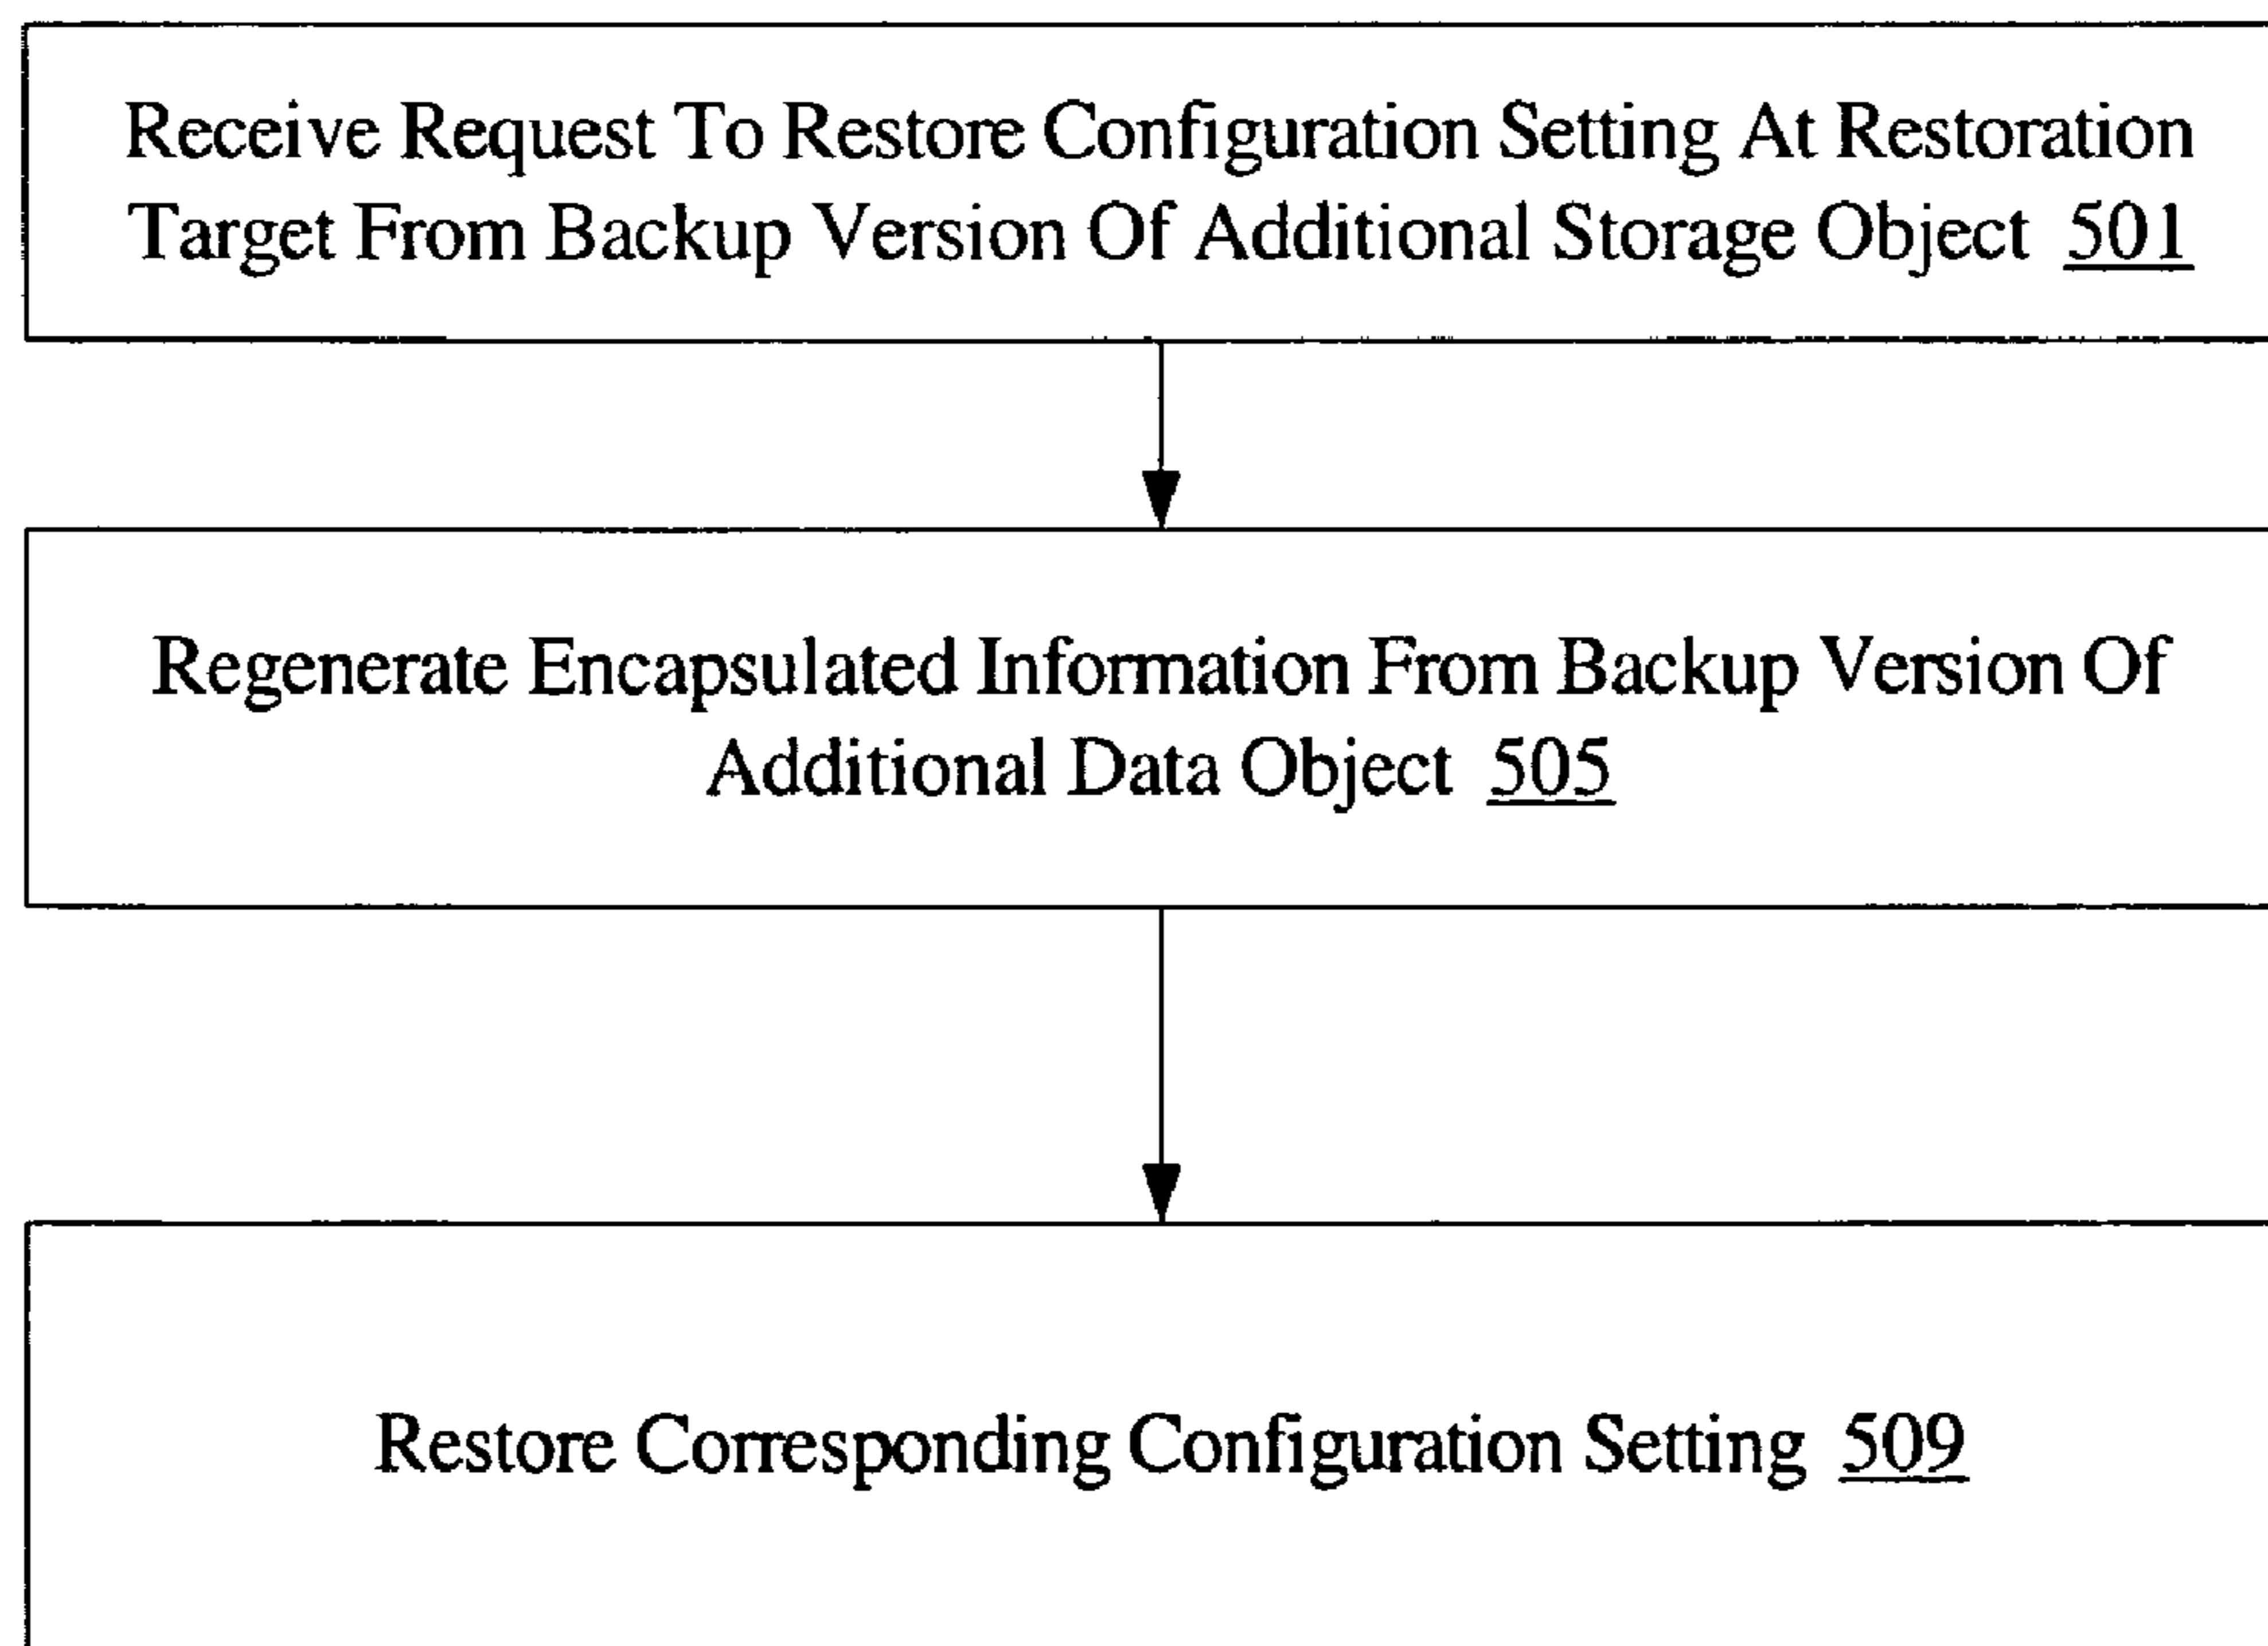 Receive Request To Restore Configuration Setting At Restoration
Target From Backup Version Of Additional Storage Object 501
Regenerate Encapsulated Information From Backup Version Of
Additional Data Object 505
Restore Corresponding Configuration Setting 509